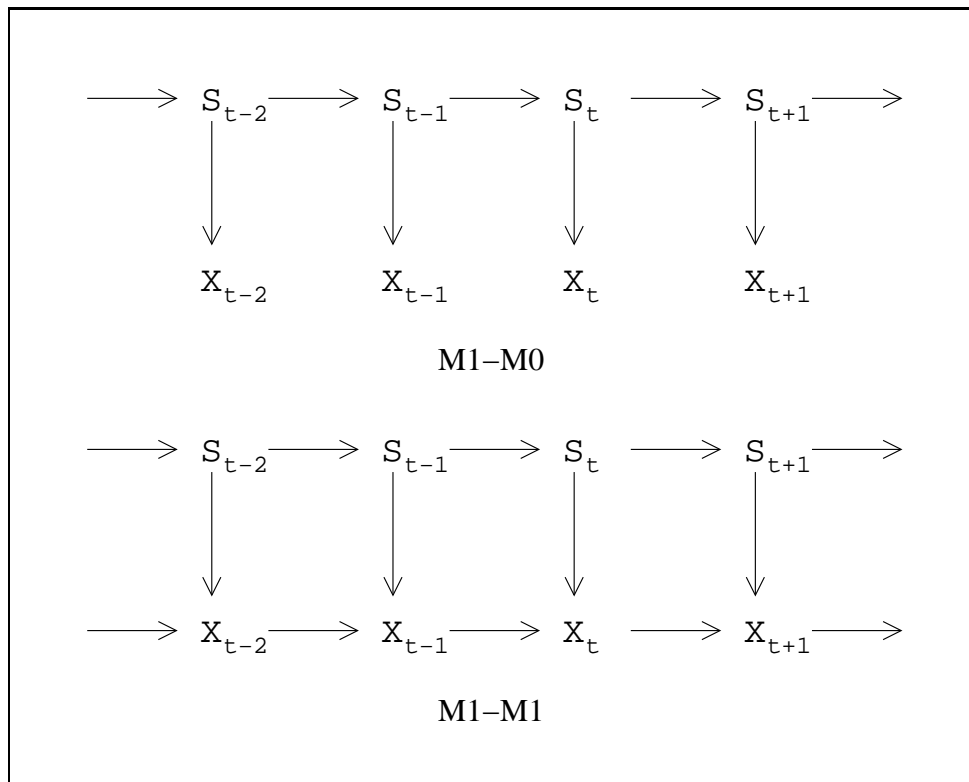 S_{t-2} S_{t-1} S_t S_{t+1}
X_{t-2} X_{t-1} X_t X_{t+1}
M1–M0
S_{t-2} S_{t-1} S_t S_{t+1}
X_{t-2} X_{t-1} X_t X_{t+1}
M1–M1